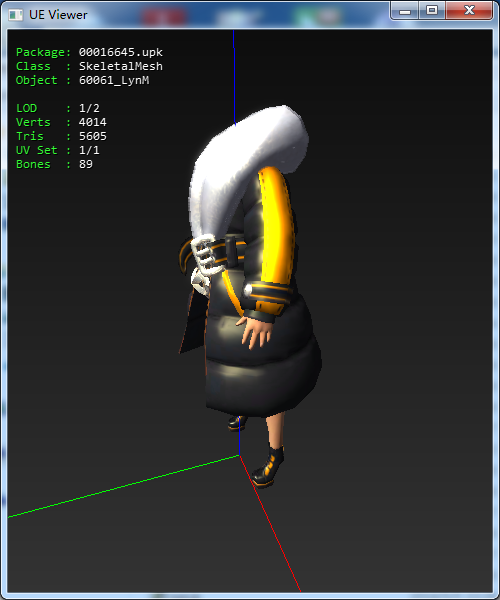 UE Viewer
Package: 00016645.upk
Class : SkeletalMesh
Object : 60061_LynM
LOD : 1/2
Verts : 4014
Tris : 5605
UV Set : 1/1
Bones : 89